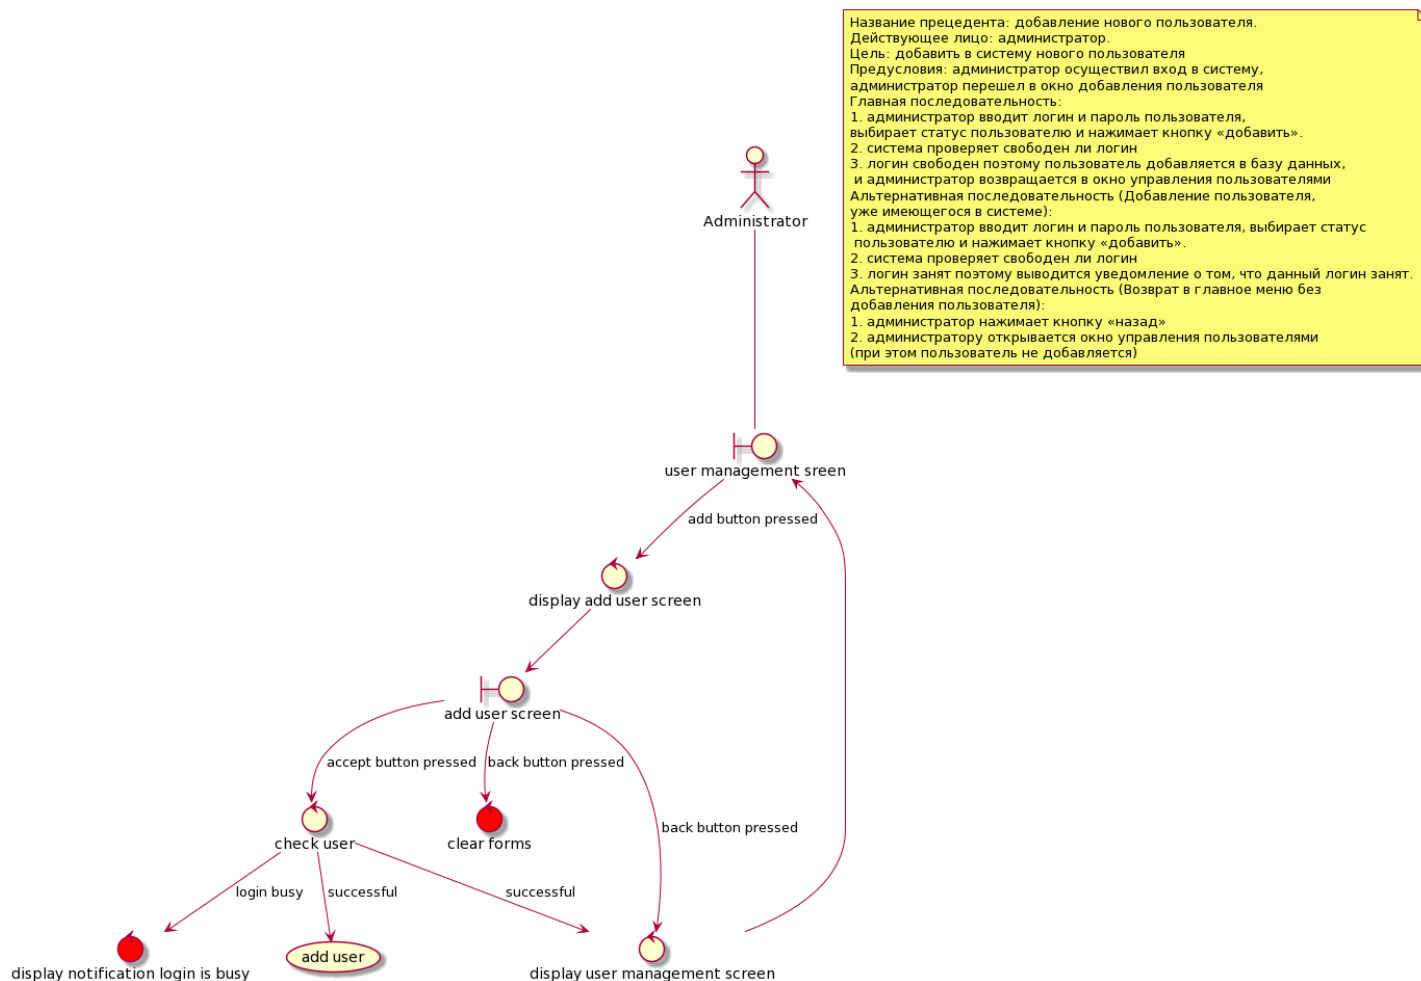 Название прецедента: добавление нового пользователя.
Действующее лицо: администратор.
Цель: добавить в систему нового пользователя
Предусловия: администратор осуществил вход в систему,
администратор перешел в окно добавления пользователя
Главная последовательность:
1. администратор вводит логин и пароль пользователя,
выбирает статус пользователю и нажимает кнопку «добавить».
2. система проверяет свободен ли логин
3. логин свободен поэтому пользователь добавляется в базу данных,
и администратор возвращается в окно управления пользователями
Альтернативная последовательность (Добавление пользователя,
уже имеющегося в системе):
1. администратор вводит логин и пароль пользователя, выбирает статус
пользователю и нажимает кнопку «добавить».
2. система проверяет свободен ли логин
3. логин занят поэтому выводится уведомление о том, что данный логин занят.
Альтернативная последовательность (Возврат в главное меню без
добавления пользователя):
1. администратор нажимает кнопку «назад»
2. администратору открывается окно управления пользователями
(при этом пользователь не добавляется)
Administrator
user management sreen
add button pressed
display add user screen
add user screen
accept button pressed
back button pressed
back button pressed
check user
clear forms
login busy
successful
successful
display notification login is busy
add user
display user management screen